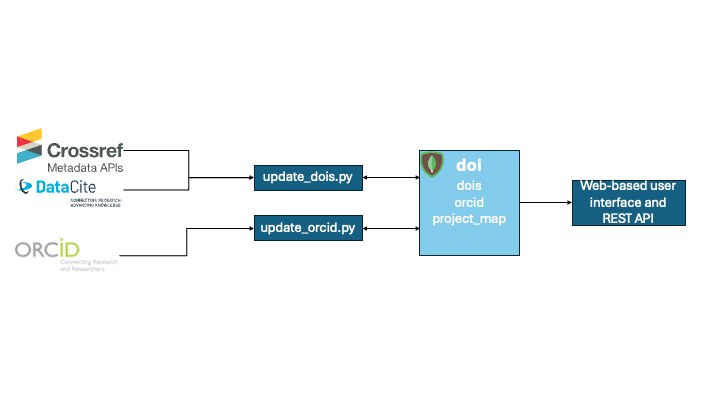 Crossref
Metadata APIs
DataCite
CONNECTING RESEARCH,
ADVANCING KNOWLEDGE
ORCID
Connecting Research
and Researchers
update_dois.py
update_orcid.py
doi
dois
orcid
project_map
Web-based user
interface and
REST API